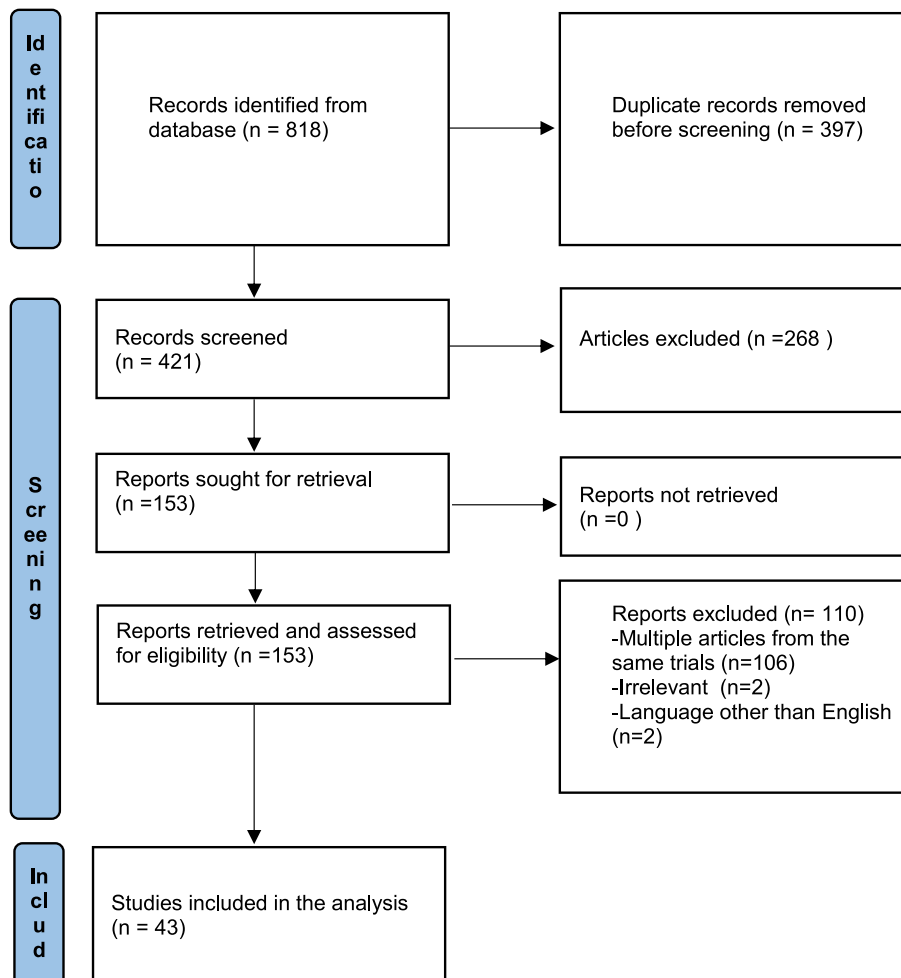 Id
e
ntif
i
ca
ti
o
Records identified from
database (n = 818)
Duplicate records removed
before screening (n = 397)
S
cr
ee
ni
n
g
Records screened
(n = 421)
Articles excluded (n =268 )
Reports sought for retrieval
(n =153)
Reports not retrieved
(n =0 )
Reports retrieved and assessed
for eligibility (n =153)
Reports excluded (n= 110)
-Multiple articles from the
same trials (n=106)
-Irrelevant (n=2)
-Language other than English
(n=2)
In
cl
u
d
Studies included in the analysis
(n = 43)